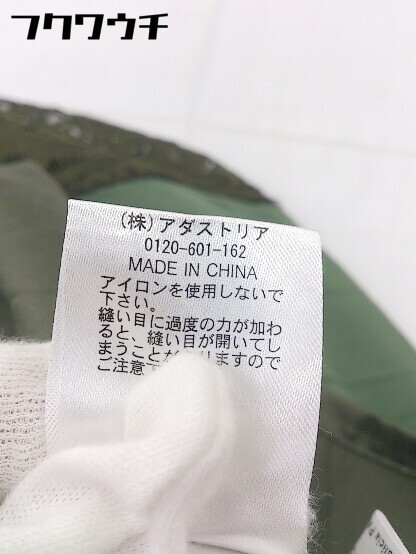 フクウクチ
(株)アダストリア
0120-601-162
MADE IN CHINA
アイロンを使用しないで
下さい。
縫い目に過度の力が加わ
ると、縫い目が開いてし
まうことが りますので
ご注意